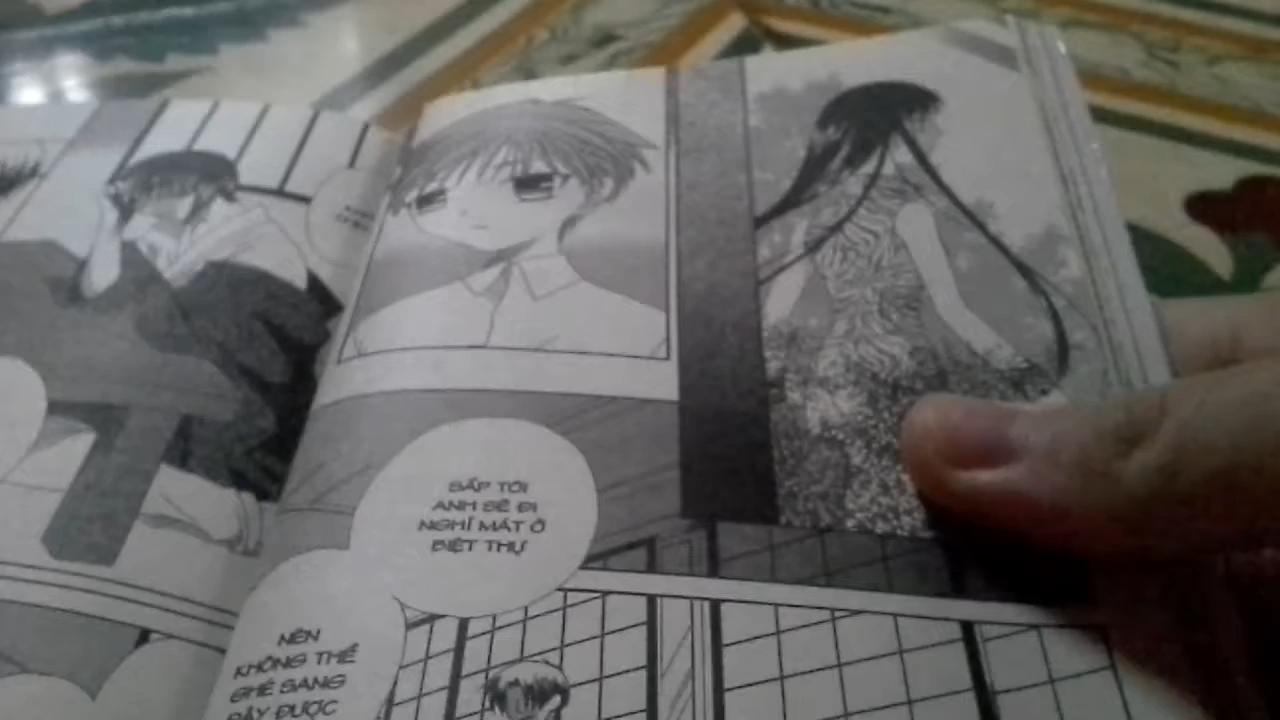 SẮP TỚI
ANH SẼ ĐI
NGHỈ MÁT Ở
BIỆT THỰ
NÊN
KHÔNG THỂ
GHÉ SANG
ĐÂY ĐƯỢC